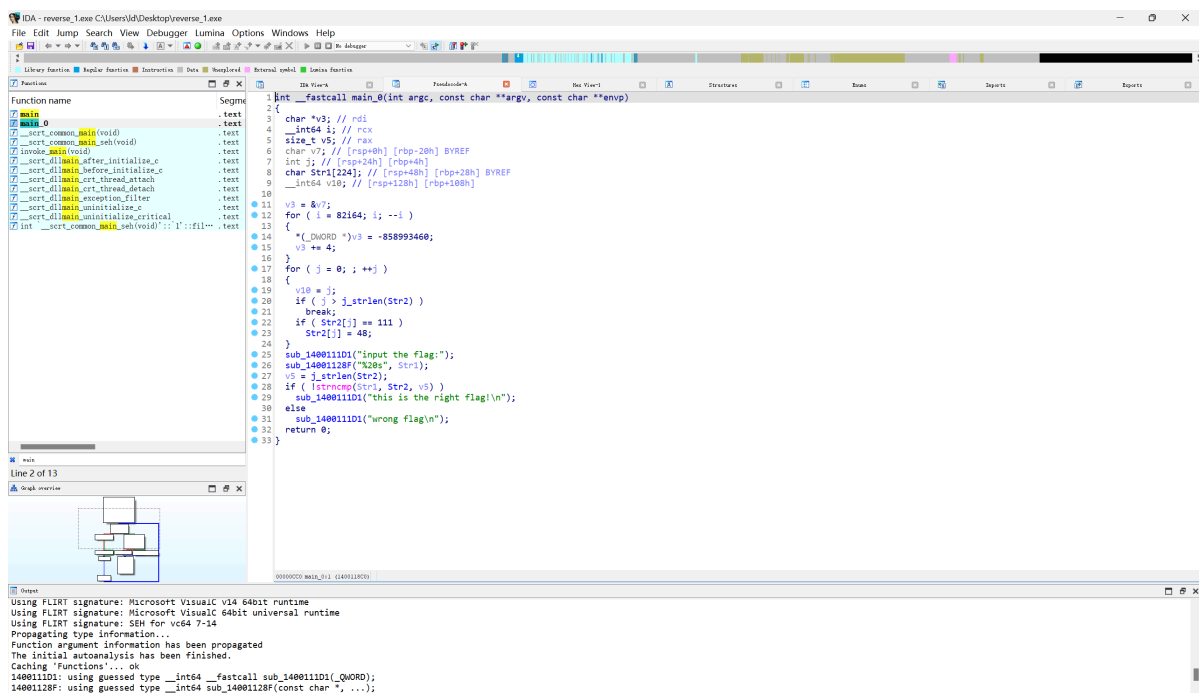 IDA - reverse_1.exe C:\Users\ld\Desktop\reverse_1.exe
File Edit Jump Search View Debugger Lumina Options Windows Help
No debugger
Library function Regular function Instruction Data Unexplored External symbol Lumina function
Functions
IDA View-A Pseudocode-A Hex View-1 Structures Enums Imports Exports
Function name Segme
main .text
main_0 .text
__scrt_common_main(void) .text
__scrt_common_main_seh(void) .text
invoke_main(void) .text
__scrt_dllmain_after_initialize_c .text
__scrt_dllmain_before_initialize_c .text
__scrt_dllmain_crt_thread_attach .text
__scrt_dllmain_crt_thread_detach .text
__scrt_dllmain_exception_filter .text
__scrt_dllmain_uninitialize_c .text
__scrt_dllmain_uninitialize_critical .text
int `__scrt_common_main_seh(void)'::`1'::fil… .text
main
Line 2 of 13
Graph overview
1 int __fastcall main_0(int argc, const char **argv, const char **envp)
2 {
3 char *v3; // rdi
4 __int64 i; // rcx
5 size_t v5; // rax
6 char v7; // [rsp+0h] [rbp-20h] BYREF
7 int j; // [rsp+24h] [rbp+4h]
8 char Str1[224]; // [rsp+48h] [rbp+28h] BYREF
9 __int64 v10; // [rsp+128h] [rbp+108h]
10
11 v3 = &v7;
12 for ( i = 82i64; i; --i )
13 {
14 *(_DWORD *)v3 = -858993460;
15 v3 += 4;
16 }
17 for ( j = 0; ; ++j )
18 {
19 v10 = j;
20 if ( j > j_strlen(Str2) )
21 break;
22 if ( Str2[j] == 111 )
23 Str2[j] = 48;
24 }
25 sub_1400111D1("input the flag:");
26 sub_14001128F("%20s", Str1);
27 v5 = j_strlen(Str2);
28 if ( !strncmp(Str1, Str2, v5) )
29 sub_1400111D1("this is the right flag!\n");
30 else
31 sub_1400111D1("wrong flag\n");
32 return 0;
33 }
00000CC0 main_0:1 (1400118C0)
Output
Using FLIRT signature: Microsoft VisualC v14 64bit runtime
Using FLIRT signature: Microsoft VisualC 64bit universal runtime
Using FLIRT signature: SEH for vc64 7-14
Propagating type information...
Function argument information has been propagated
The initial autoanalysis has been finished.
Caching 'Functions'... ok
1400111D1: using guessed type __int64 __fastcall sub_1400111D1(_QWORD);
14001128F: using guessed type __int64 sub_14001128F(const char *, ...);